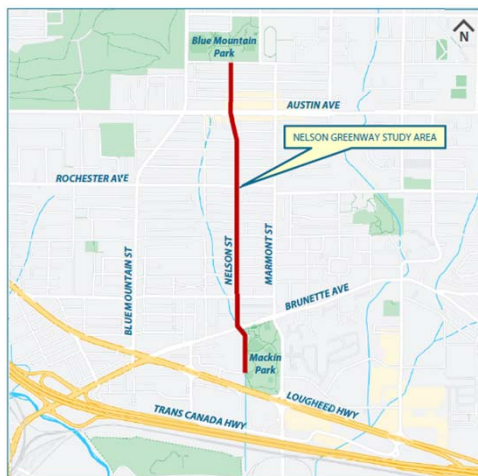 Blue Mountain
Park
N
AUSTIN AVE
NELSON GREENWAY STUDY AREA
ROCHESTER AVE
BLUE MOUNTAIN ST
NELSON ST
MARMONT ST
BRUNETTE AVE
Mackin
Park
LOUGHEED HWY
TRANS CANADA HWY